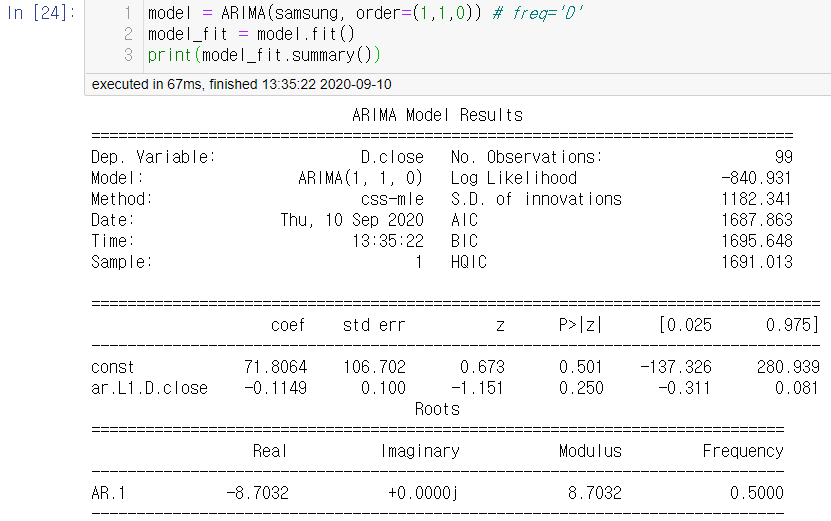 In [24]:
1 model = ARIMA(samsung, order=(1,1,0)) # freq='D'
2 model_fit = model.fit()
3 print(model_fit.summary())
executed in 67ms, finished 13:35:22 2020-09-10
ARIMA Model Results
==============================================================================
Dep. Variable: D.close No. Observations: 99
Model: ARIMA(1, 1, 0) Log Likelihood -840.931
Method: css-mle S.D. of innovations 1182.341
Date: Thu, 10 Sep 2020 AIC 1687.863
Time: 13:35:22 BIC 1695.648
Sample: 1 HQIC 1691.013
=================================================================================
coef std err z P>|z| [0.025 0.975]
---------------------------------------------------------------------------------
const 71.8064 106.702 0.673 0.501 -137.326 280.939
ar.L1.D.close -0.1149 0.100 -1.151 0.250 -0.311 0.081
Roots
=============================================================================
Real Imaginary Modulus Frequency
-----------------------------------------------------------------------------
AR.1 -8.7032 +0.0000j 8.7032 0.5000
-----------------------------------------------------------------------------